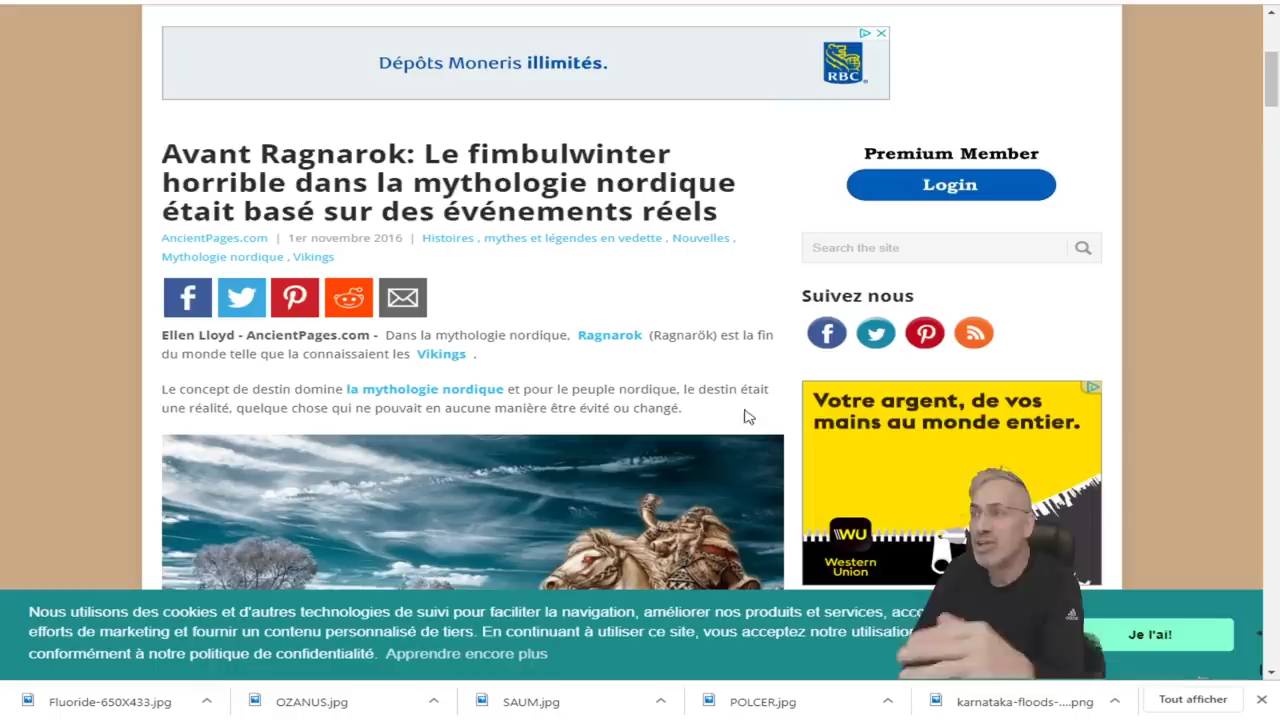 Dépôts Moneris illimités.
RBC
Avant Ragnarok: Le fimbulwinter
horrible dans la mythologie nordique
était basé sur des événements réels
AncientPages.com | 1er novembre 2016 | Histoires , mythes et légendes en vedette , Nouvelles ,
Mythologie nordique , Vikings
Ellen Lloyd - AncientPages.com - Dans la mythologie nordique, Ragnarok (Ragnarök) est la fin
du monde telle que la connaissaient les Vikings .
Le concept de destin domine la mythologie nordique et pour le peuple nordique, le destin était
une réalité, quelque chose qui ne pouvait en aucune manière être évité ou changé.
Premium Member
Login
Search the site
Suivez nous
Votre argent, de vos
mains au monde entier.
WU
Western
Union
adidas
Nous utilisons des cookies et d'autres technologies de suivi pour faciliter la navigation, améliorer nos produits et services, acc
efforts de marketing et fournir un contenu personnalisé de tiers. En continuant à utiliser ce site, vous acceptez notre utilisation
conformément à notre politique de confidentialité. Apprendre encore plus
Je l'ai!
Fluoride-650X433.jpg
OZANUS.jpg
SAUM.jpg
POLCER.jpg
karnataka-floods-....png
Tout afficher